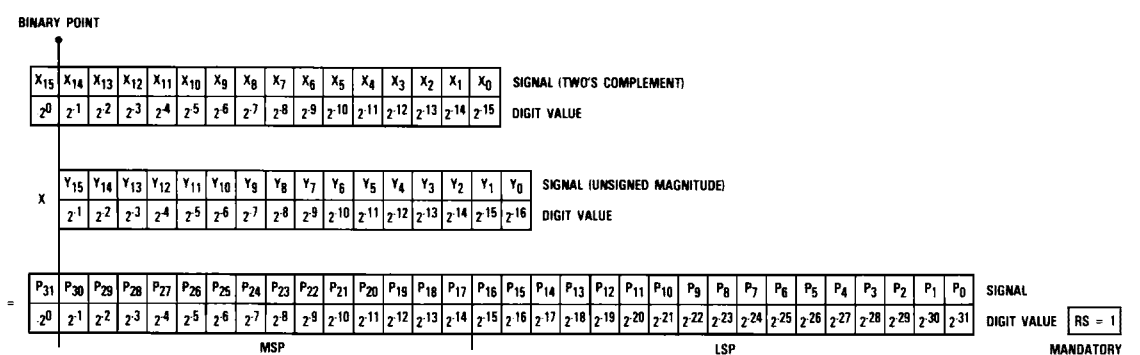 BINARY POINT
X15 X14 X13 X12 X11 X10 X9 X8 X7 X6 X5 X4 X3 X2 X1 X0 SIGNAL (TWO'S COMPLEMENT)
2^0 2^-1 2^-2 2^-3 2^-4 2^-5 2^-6 2^-7 2^-8 2^-9 2^-10 2^-11 2^-12 2^-13 2^-14 2^-15 DIGIT VALUE
X Y15 Y14 Y13 Y12 Y11 Y10 Y9 Y8 Y7 Y6 Y5 Y4 Y3 Y2 Y1 Y0 SIGNAL (UNSIGNED MAGNITUDE)
2^-1 2^-2 2^-3 2^-4 2^-5 2^-6 2^-7 2^-8 2^-9 2^-10 2^-11 2^-12 2^-13 2^-14 2^-15 2^-16 DIGIT VALUE
= P31 P30 P29 P28 P27 P26 P25 P24 P23 P22 P21 P20 P19 P18 P17 P16 P15 P14 P13 P12 P11 P10 P9 P8 P7 P6 P5 P4 P3 P2 P1 P0 SIGNAL
-2^0 2^-1 2^-2 2^-3 2^-4 2^-5 2^-6 2^-7 2^-8 2^-9 2^-10 2^-11 2^-12 2^-13 2^-14 2^-15 2^-16 2^-17 2^-18 2^-19 2^-20 2^-21 2^-22 2^-23 2^-24 2^-25 2^-26 2^-27 2^-28 2^-29 2^-30 2^-31 DIGIT VALUE RS = 1
MSP LSP MANDATORY